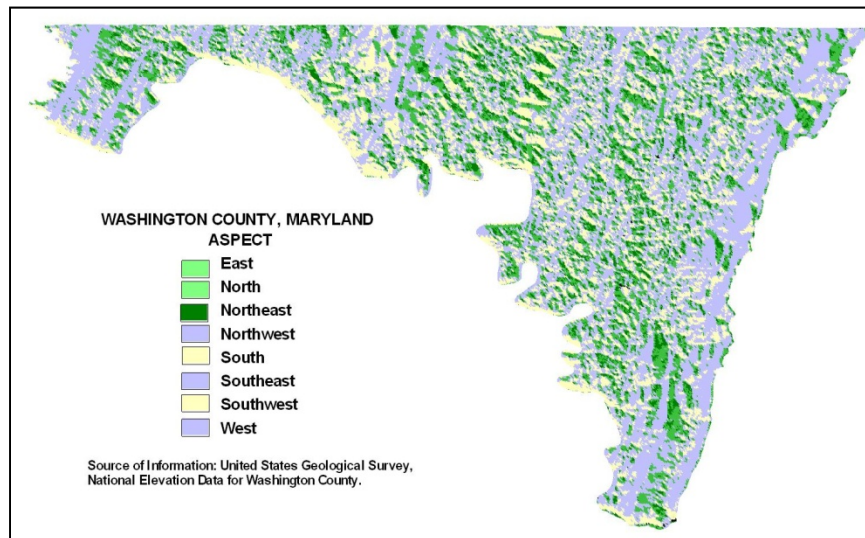 WASHINGTON COUNTY, MARYLAND
ASPECT
East
North
Northeast
Northwest
South
Southeast
Southwest
West
Source of Information: United States Geological Survey,
National Elevation Data for Washington County.